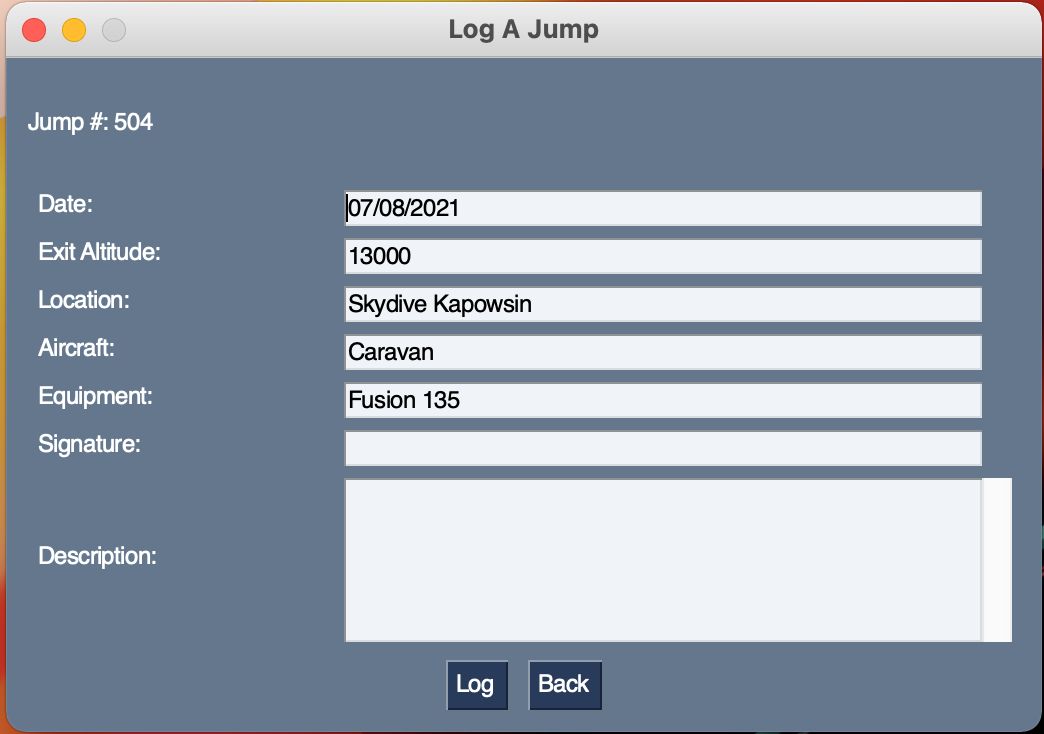 Log A Jump
Jump #: 504
Date: 07/08/2021
Exit Altitude: 13000
Location: Skydive Kapowsin
Aircraft: Caravan
Equipment: Fusion 135
Signature:
Description:
Log Back